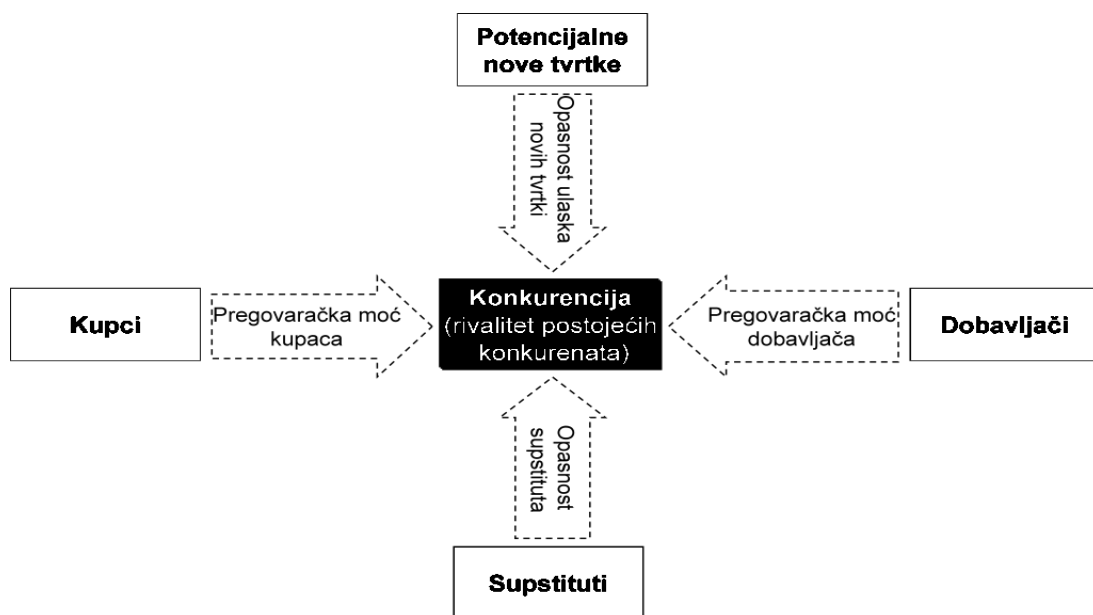 Potencijalne
nove tvrtke
Opasnost ulaska
novih tvrtki
Kupci
Pregovaračka moć
kupaca
Konkurencija
(rivalitet postojećih
konkurenata)
Pregovaračka moć
dobavljača
Dobavljači
Opasnost
supstituta
Supstituti